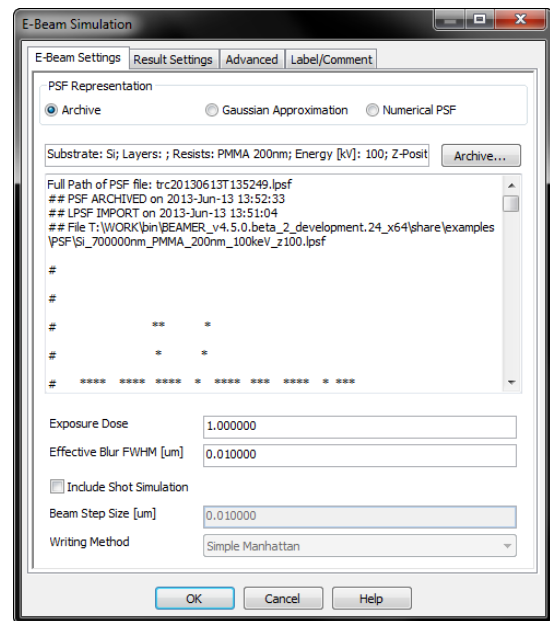 E-Beam Simulation
E-Beam Settings Result Settings Advanced Label/Comment
PSF Representation
Archive Gaussian Approximation Numerical PSF
Substrate: Si; Layers: ; Resists: PMMA 200nm; Energy [kV]: 100; Z-Posit Archive...
Full Path of PSF file: trc20130613T135249.lpsf
## PSF ARCHIVED on 2013-Jun-13 13:52:33
## LPSF IMPORT on 2013-Jun-13 13:51:04
## File T:\WORK\bin\BEAMER_v4.5.0.beta_2_development.24_x64\share\examples
\PSF\Si_700000nm_PMMA_200nm_100keV_z100.lpsf
#
#
# ** *
# * *
# **** **** **** * **** *** **** * ***
Exposure Dose 1.000000
Effective Blur FWHM [um] 0.010000
Include Shot Simulation
Beam Step Size [um] 0.010000
Writing Method Simple Manhattan
OK Cancel Help